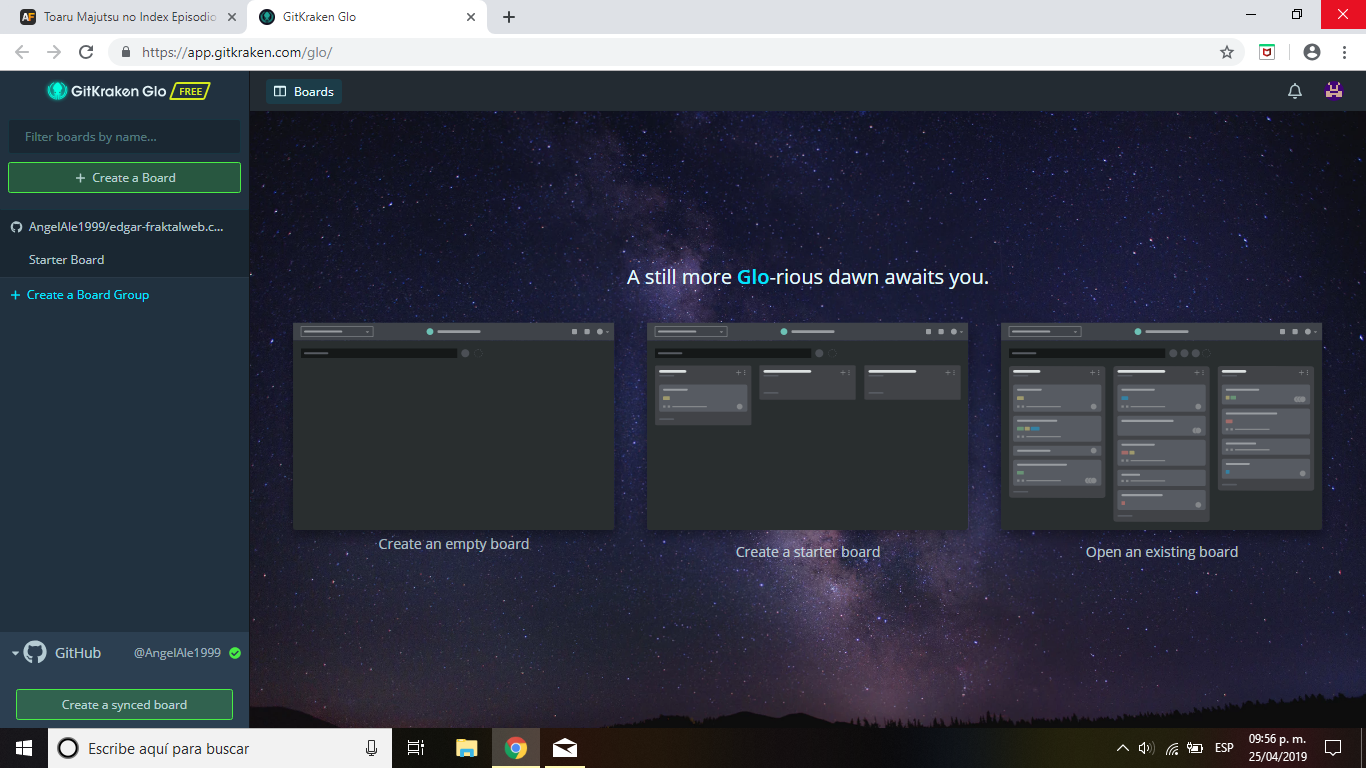 Toaru Majutsu no Index Episodio
GitKraken Glo
https://app.gitkraken.com/glo/
GitKraken Glo FREE
Boards
Filter boards by name...
Create a Board
AngelAle1999/edgar-fraktalweb.c...
Starter Board
Create a Board Group
A still more Glo-rious dawn awaits you.
Create an empty board
Create a starter board
Open an existing board
GitHub
@AngelAle1999
Create a synced board
Escribe aquí para buscar
ESP
09:56 p. m.
25/04/2019